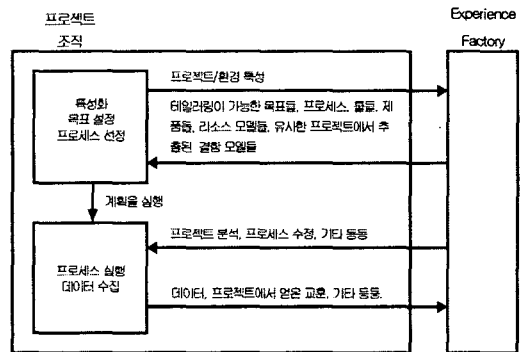 프로젝트
조직
Experience
Factory
특성화
목표 설정
프로세스 선정
프로젝트/환경 특성
테일러링이 가능한 목표들, 프로세스, 툴들, 제
품들, 리소스 모델들, 유사한 프로젝트에서 추
출된 결함 모델들
계획을 실행
프로세스 실행
데이터 수집
프로젝트 분석, 프로세스 수정, 기타 등등
데이터, 프로젝트에서 얻은 교훈, 기타 등등.